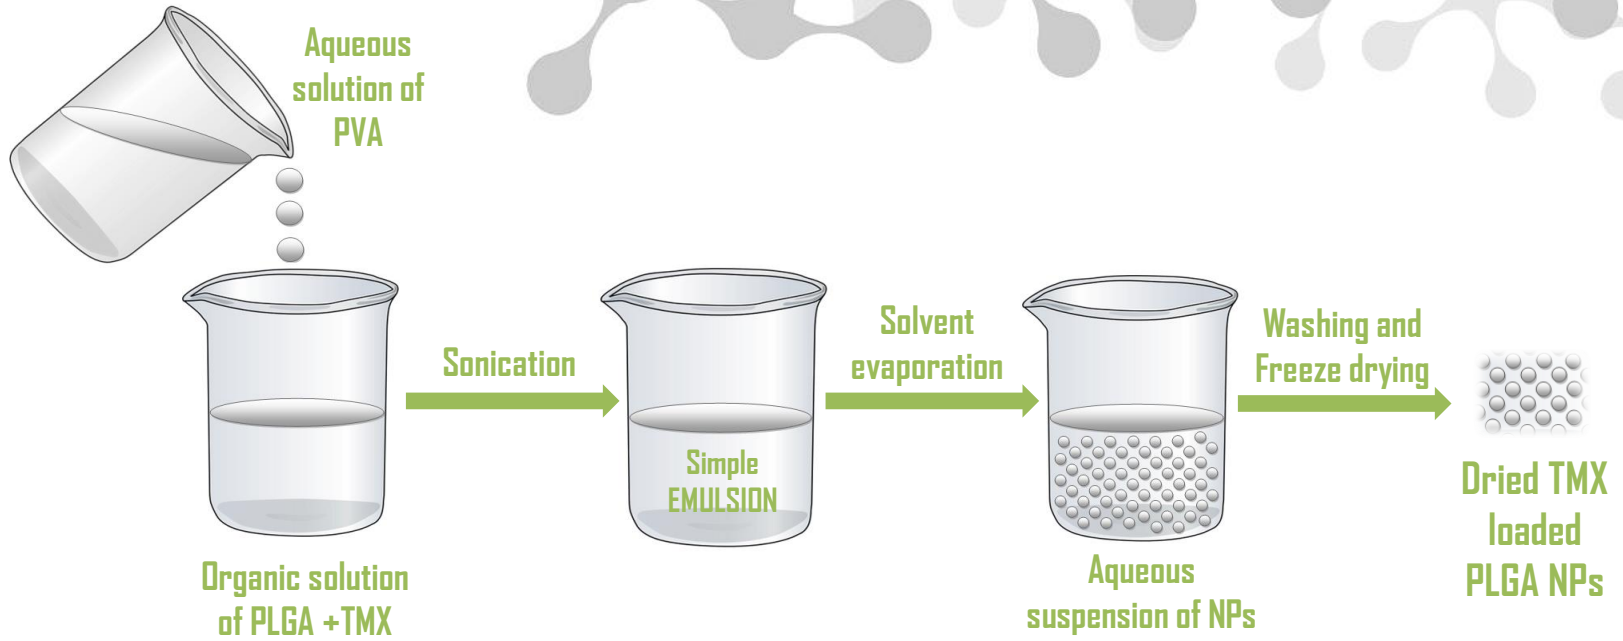 Aqueous
solution of
PVA
Organic solution
of PLGA +TMX
Sonication
Simple
EMULSION
Solvent
evaporation
Aqueous
suspension of NPs
Washing and
Freeze drying
Dried TMX
loaded
PLGA NPs